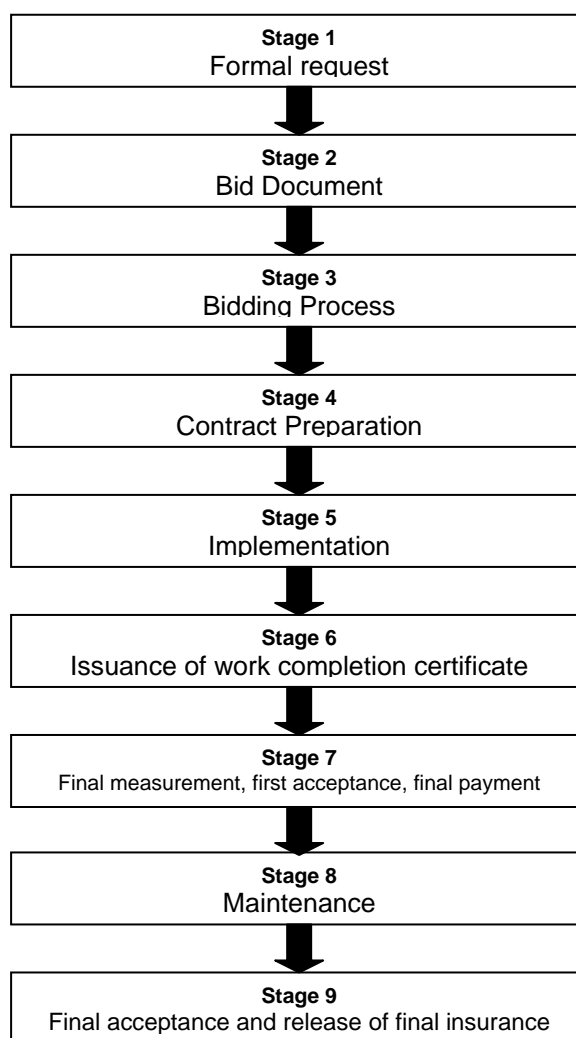 Stage 1
Formal request
Stage 2
Bid Document
Stage 3
Bidding Process
Stage 4
Contract Preparation
Stage 5
Implementation
Stage 6
Issuance of work completion certificate
Stage 7
Final measurement, first acceptance, final payment
Stage 8
Maintenance
Stage 9
Final acceptance and release of final insurance